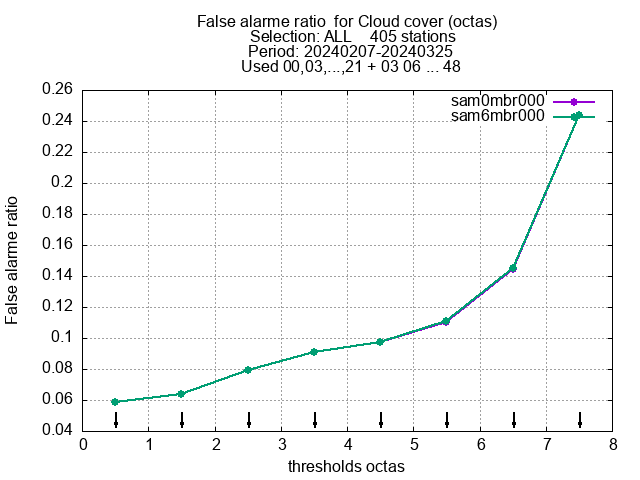 False alarme ratio  for Cloud cover (octas)
Selection: ALL    405 stations
Period: 20240207-20240325
Used 00,03,...,21 + 03 06 ... 48
sam0mbr000
sam6mbr000
False alarme ratio
0.26
0.24
0.22
0.2
0.18
0.16
0.14
0.12
0.1
0.08
0.06
0.04
0 1 2 3 4 5 6 7 8
thresholds octas